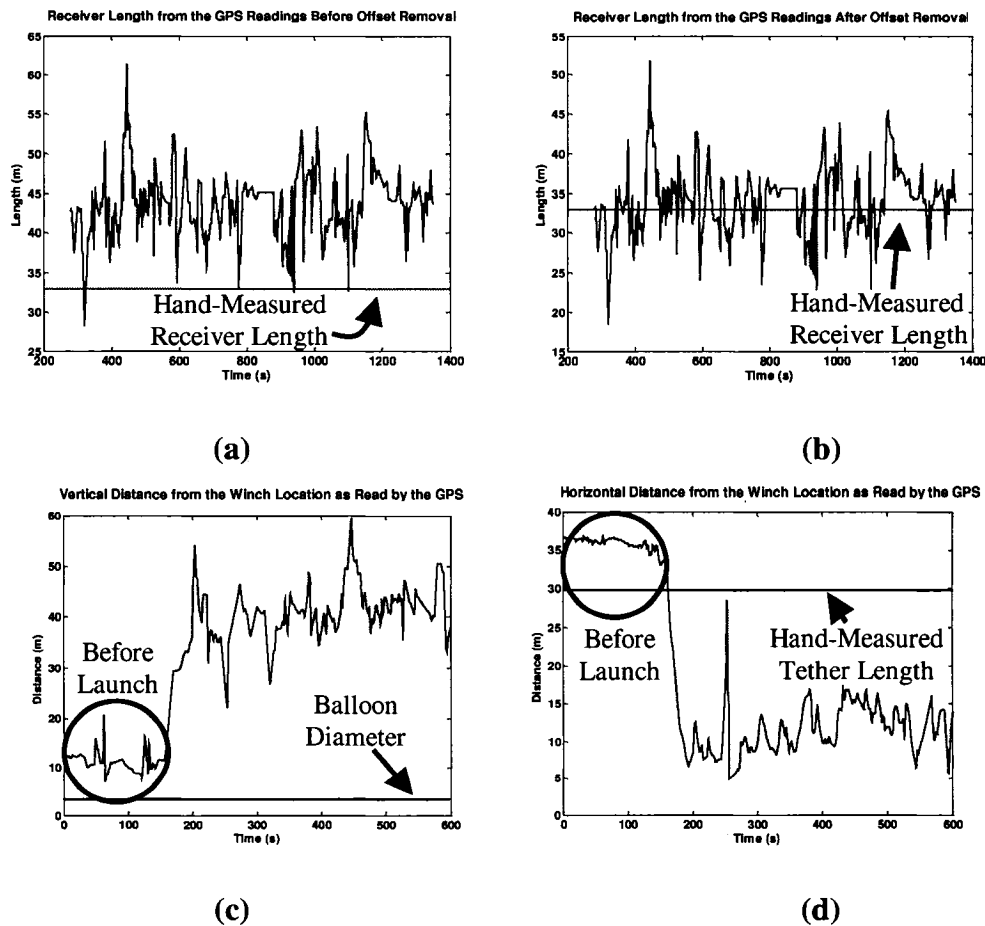 Receiver Length from the GPS Readings Before Offset Removal
65
60
55
50
45
40
35
30
25
Length (m)
Hand-Measured
Receiver Length
200 400 600 800 1000 1200 1400
Time (s)
(a)
Receiver Length from the GPS Readings After Offset Removal
55
50
45
40
35
30
25
20
15
Length (m)
Hand-Measured
Receiver Length
200 400 600 800 1000 1200 1400
Time (s)
(b)
Vertical Distance from the Winch Location as Read by the GPS
60
50
40
30
20
10
0
Distance (m)
Before
Launch
Balloon
Diameter
0 100 200 300 400 500 600
Time (s)
(c)
Horizontal Distance from the Winch Location as Read by the GPS
40
35
30
25
20
15
10
5
0
Distance (m)
Before
Launch
Hand-Measured
Tether Length
0 100 200 300 400 500 600
Time (s)
(d)